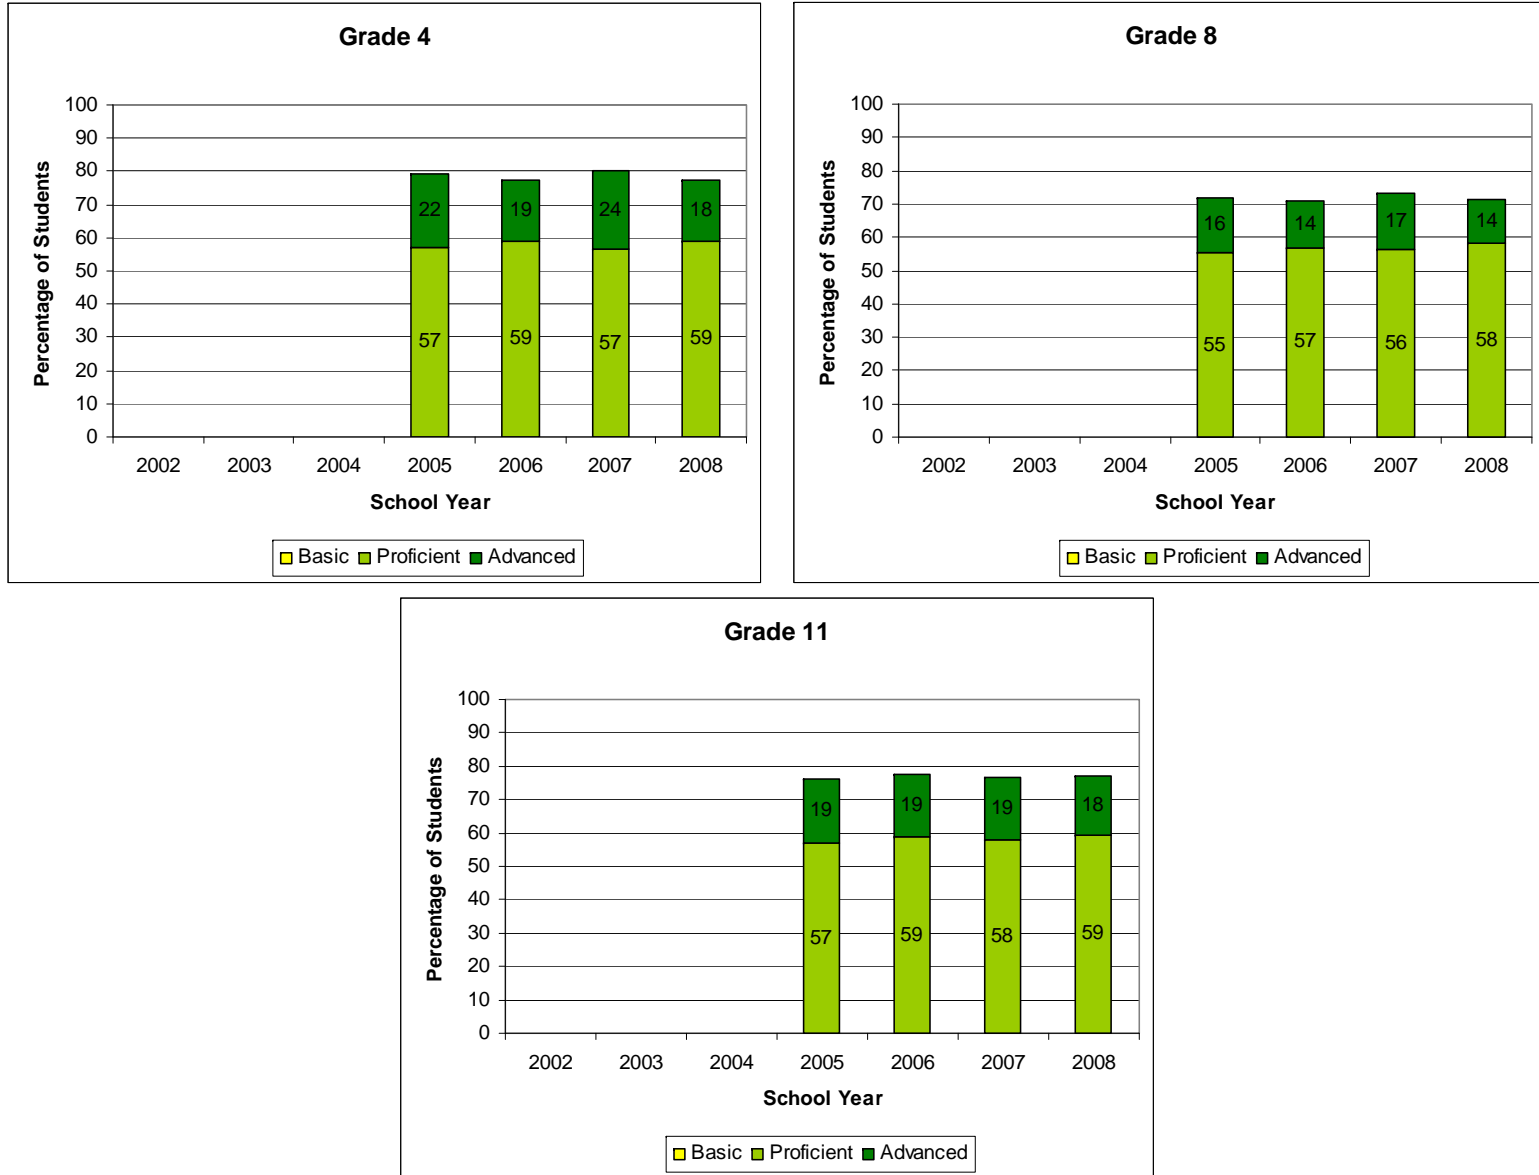 Grade 4
Percentage of Students
100
90
80
70
60
50
40
30
20
10
0
22 19 24 18
57 59 57 59
2002 2003 2004 2005 2006 2007 2008
School Year
Basic Proficient Advanced
Grade 8
Percentage of Students
100
90
80
70
60
50
40
30
20
10
0
16 14 17 14
55 57 56 58
2002 2003 2004 2005 2006 2007 2008
School Year
Basic Proficient Advanced
Grade 11
Percentage of Students
100
90
80
70
60
50
40
30
20
10
0
19 19 19 18
57 59 58 59
2002 2003 2004 2005 2006 2007 2008
School Year
Basic Proficient Advanced